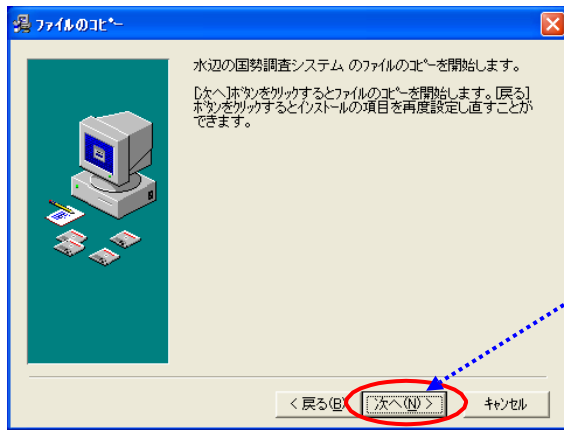 ﾌｧｲﾙのｺﾋﾟｰ
水辺の国勢調査システム のﾌｧｲﾙのｺﾋﾟｰを開始します。
[次へ]ﾎﾞﾀﾝをｸﾘｯｸするとﾌｧｲﾙのｺﾋﾟｰを開始します。[戻る]
ﾎﾞﾀﾝをｸﾘｯｸするとｲﾝｽﾄｰﾙの項目を再度設定し直すことが
できます。
< 戻る(B) 次へ(N) > ｷｬﾝｾﾙ